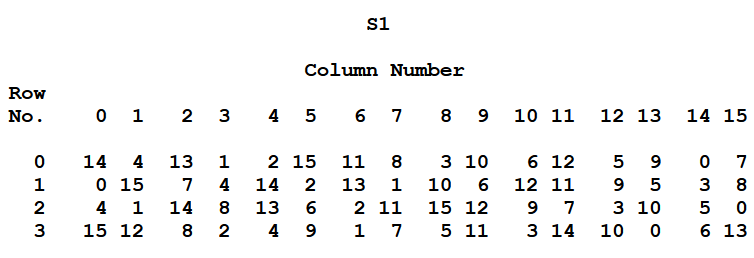 S1
Column Number
Row
No. 0 1 2 3 4 5 6 7 8 9 10 11 12 13 14 15
0 14 4 13 1 2 15 11 8 3 10 6 12 5 9 0 7
1 0 15 7 4 14 2 13 1 10 6 12 11 9 5 3 8
2 4 1 14 8 13 6 2 11 15 12 9 7 3 10 5 0
3 15 12 8 2 4 9 1 7 5 11 3 14 10 0 6 13